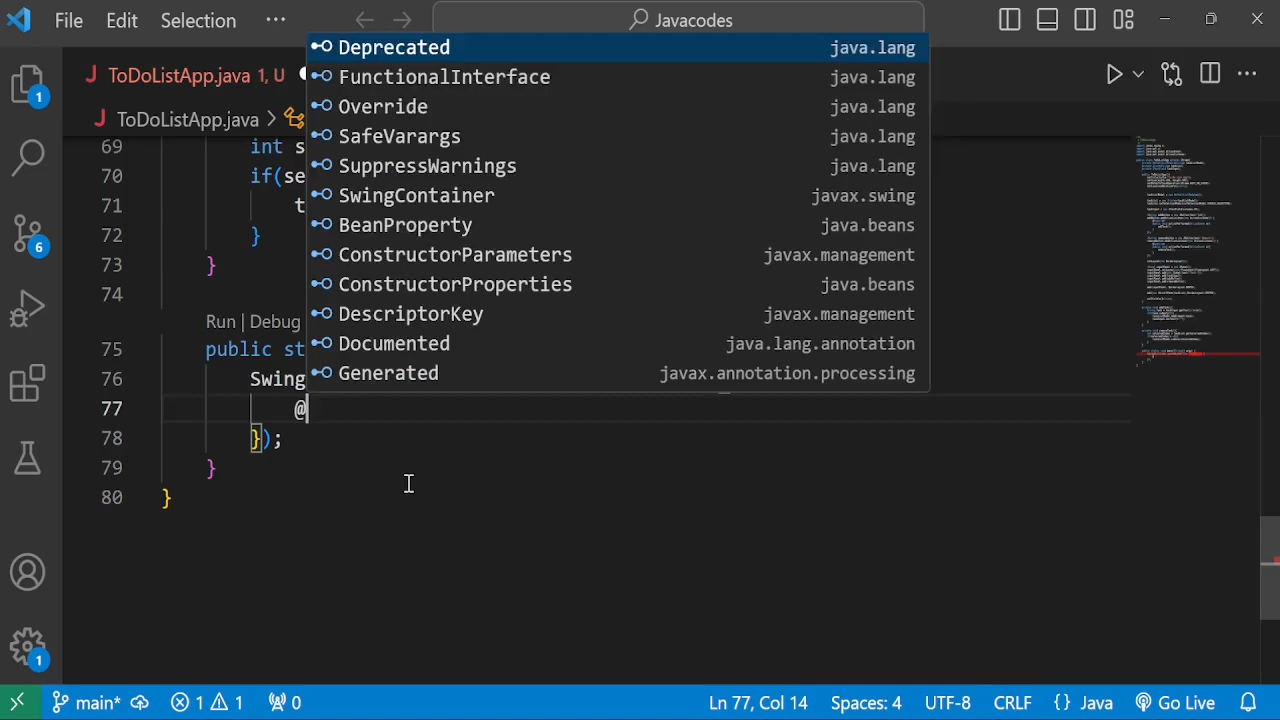 File Edit Selection ··· Javacodes
ToDoListApp.java 1, U
ToDoListApp.java >
Deprecated java.lang
FunctionalInterface java.lang
Override java.lang
SafeVarargs java.lang
SuppressWarnings java.lang
SwingContainer javax.swing
BeanProperty java.beans
ConstructorParameters javax.management
ConstructorProperties java.beans
DescriptorKey javax.management
Documented java.lang.annotation
Generated javax.annotation.processing
69 int s
70 if(se
71 t
72 }
73 }
74
Run | Debug
75 public st
76 Swing
77 @
78 });
79 }
80 }
1
6
1
main* 1 1 0 Ln 77, Col 14 Spaces: 4 UTF-8 CRLF {} Java Go Live